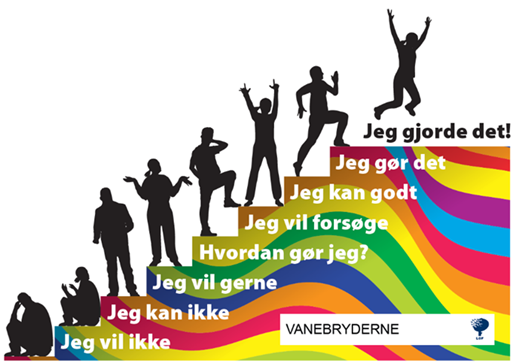 Jeg gjorde det!
Jeg gør det
Jeg kan godt
Jeg vil forsøge
Hvordan gør jeg?
Jeg vil gerne
Jeg kan ikke
Jeg vil ikke
VANEBRYDERNE
LOF